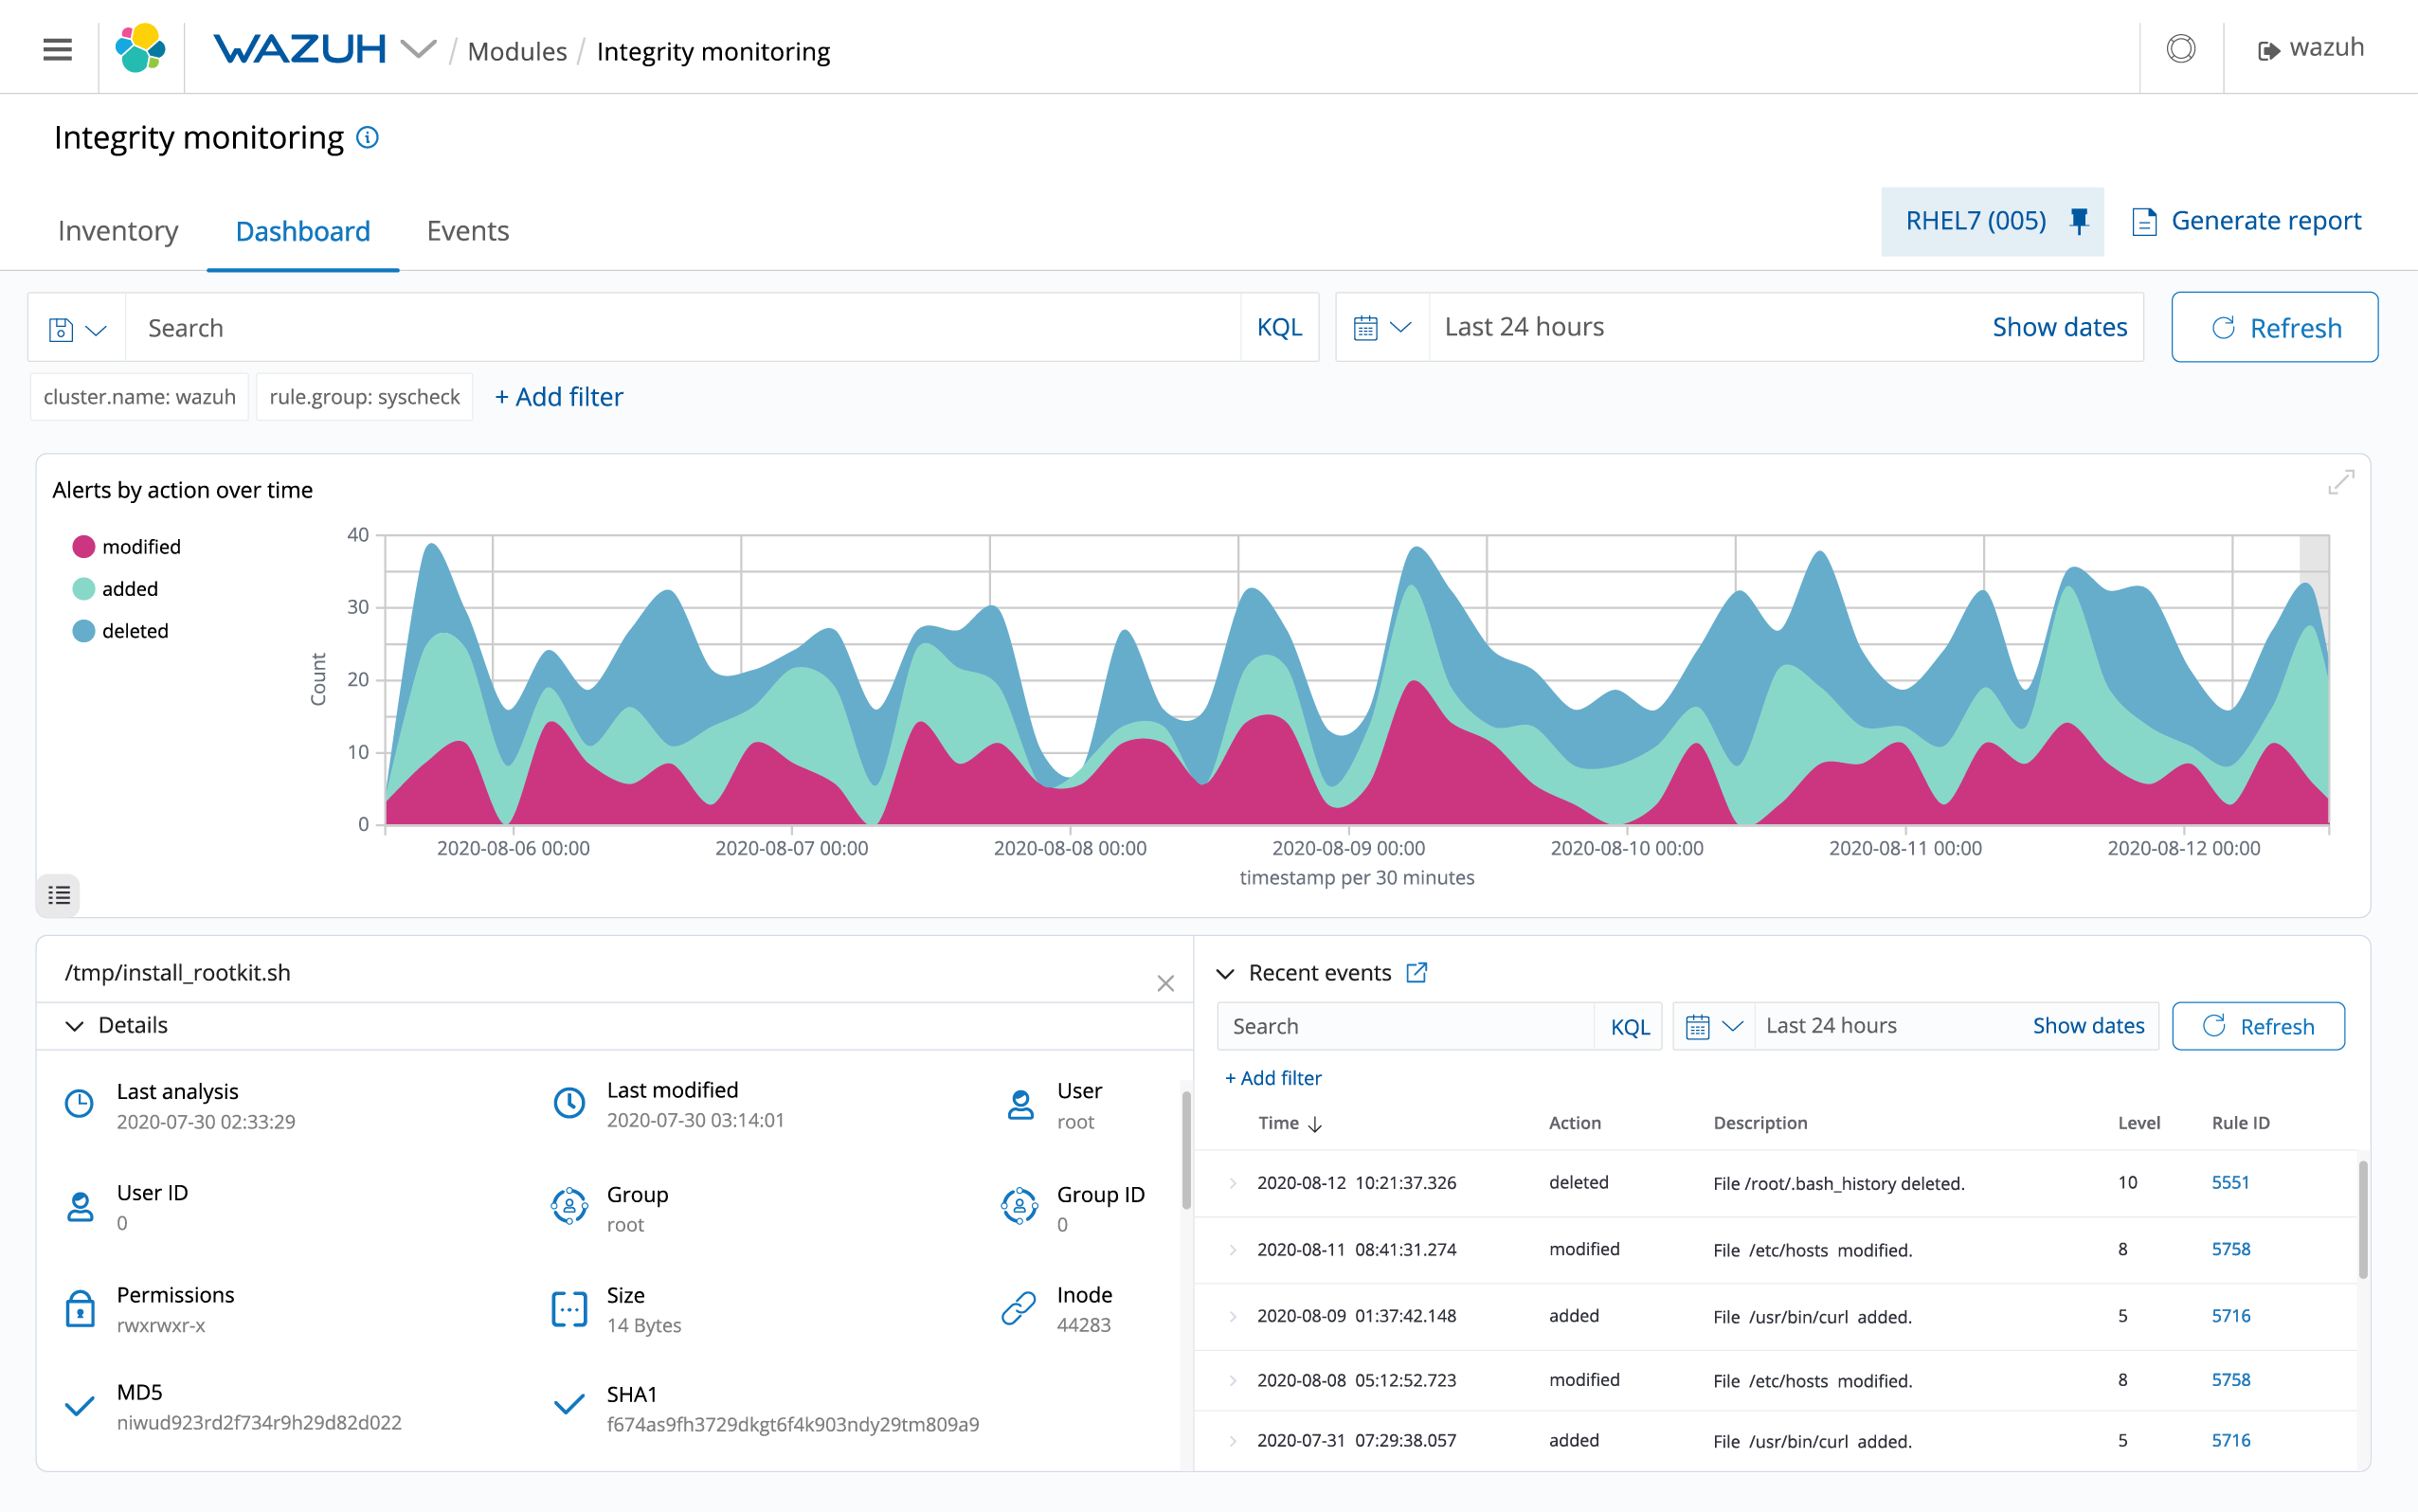 WAZUH / Modules / Integrity monitoring
wazuh
Integrity monitoring
Inventory Dashboard Events
RHEL7 (005) Generate report
Search KQL Last 24 hours Show dates Refresh
cluster.name: wazuh rule.group: syscheck + Add filter
Alerts by action over time
modified
added
deleted
Count
40
30
20
10
0
2020-08-06 00:00 2020-08-07 00:00 2020-08-08 00:00 2020-08-09 00:00 2020-08-10 00:00 2020-08-11 00:00 2020-08-12 00:00
timestamp per 30 minutes
/tmp/install_rootkit.sh
Details
Last analysis Last modified User
2020-07-30 02:33:29 2020-07-30 03:14:01 root
User ID Group Group ID
0 root 0
Permissions Size Inode
rwxrwxr-x 14 Bytes 44283
MD5 SHA1
niwud923rd2f734r9h29d82d022 f674as9fh3729dkgt6f4k903ndy29tm809a9
Recent events
Search KQL Last 24 hours Show dates Refresh
+ Add filter
Time Action Description Level Rule ID
2020-08-12 10:21:37.326 deleted File /root/.bash_history deleted. 10 5551
2020-08-11 08:41:31.274 modified File /etc/hosts modified. 8 5758
2020-08-09 01:37:42.148 added File /usr/bin/curl added. 5 5716
2020-08-08 05:12:52.723 modified File /etc/hosts modified. 8 5758
2020-07-31 07:29:38.057 added File /usr/bin/curl added. 5 5716